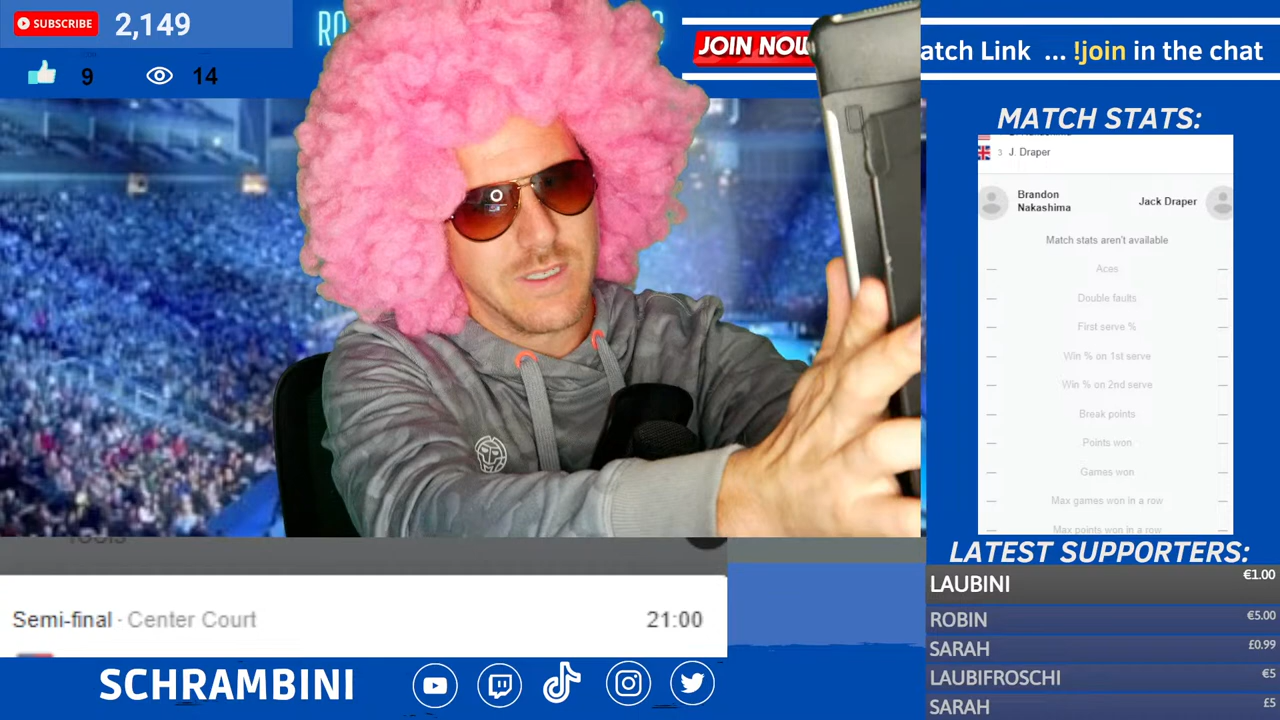 SUBSCRIBE 2,149
9 14
RO
JOIN NOW
atch Link ... !join in the chat
MATCH STATS:
3 J. Draper
Brandon
Nakashima
Jack Draper
Match stats aren't available
— Aces —
— Double faults —
— First serve % —
— Win % on 1st serve —
— Win % on 2nd serve —
— Break points —
— Points won —
— Games won —
— Max games won in a row —
— Max points won in a row —
LATEST SUPPORTERS:
LAUBINI €1.00
ROBIN €5.00
SARAH £0.99
LAUBIFROSCHI €5
SARAH £5
Semi-final · Center Court 21:00
SCHRAMBINI